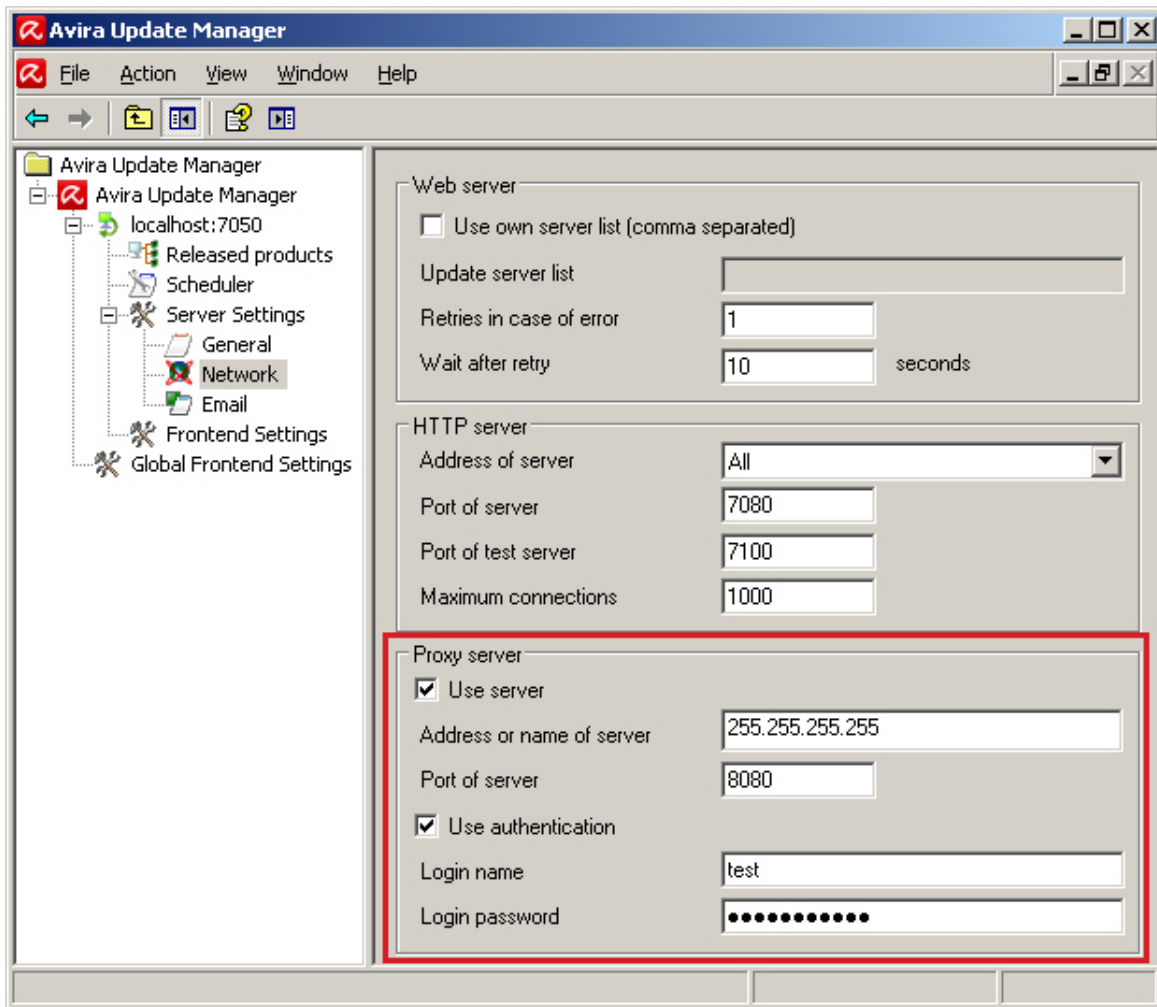 Avira Update Manager
File Action View Window Help
Avira Update Manager
Avira Update Manager
localhost:7050
Released products
Scheduler
Server Settings
General
Network
Email
Frontend Settings
Global Frontend Settings
Web server
Use own server list (comma separated)
Update server list
Retries in case of error 1
Wait after retry 10 seconds
HTTP server
Address of server All
Port of server 7080
Port of test server 7100
Maximum connections 1000
Proxy server
Use server
Address or name of server 255.255.255.255
Port of server 8080
Use authentication
Login name test
Login password ●●●●●●●●●●●